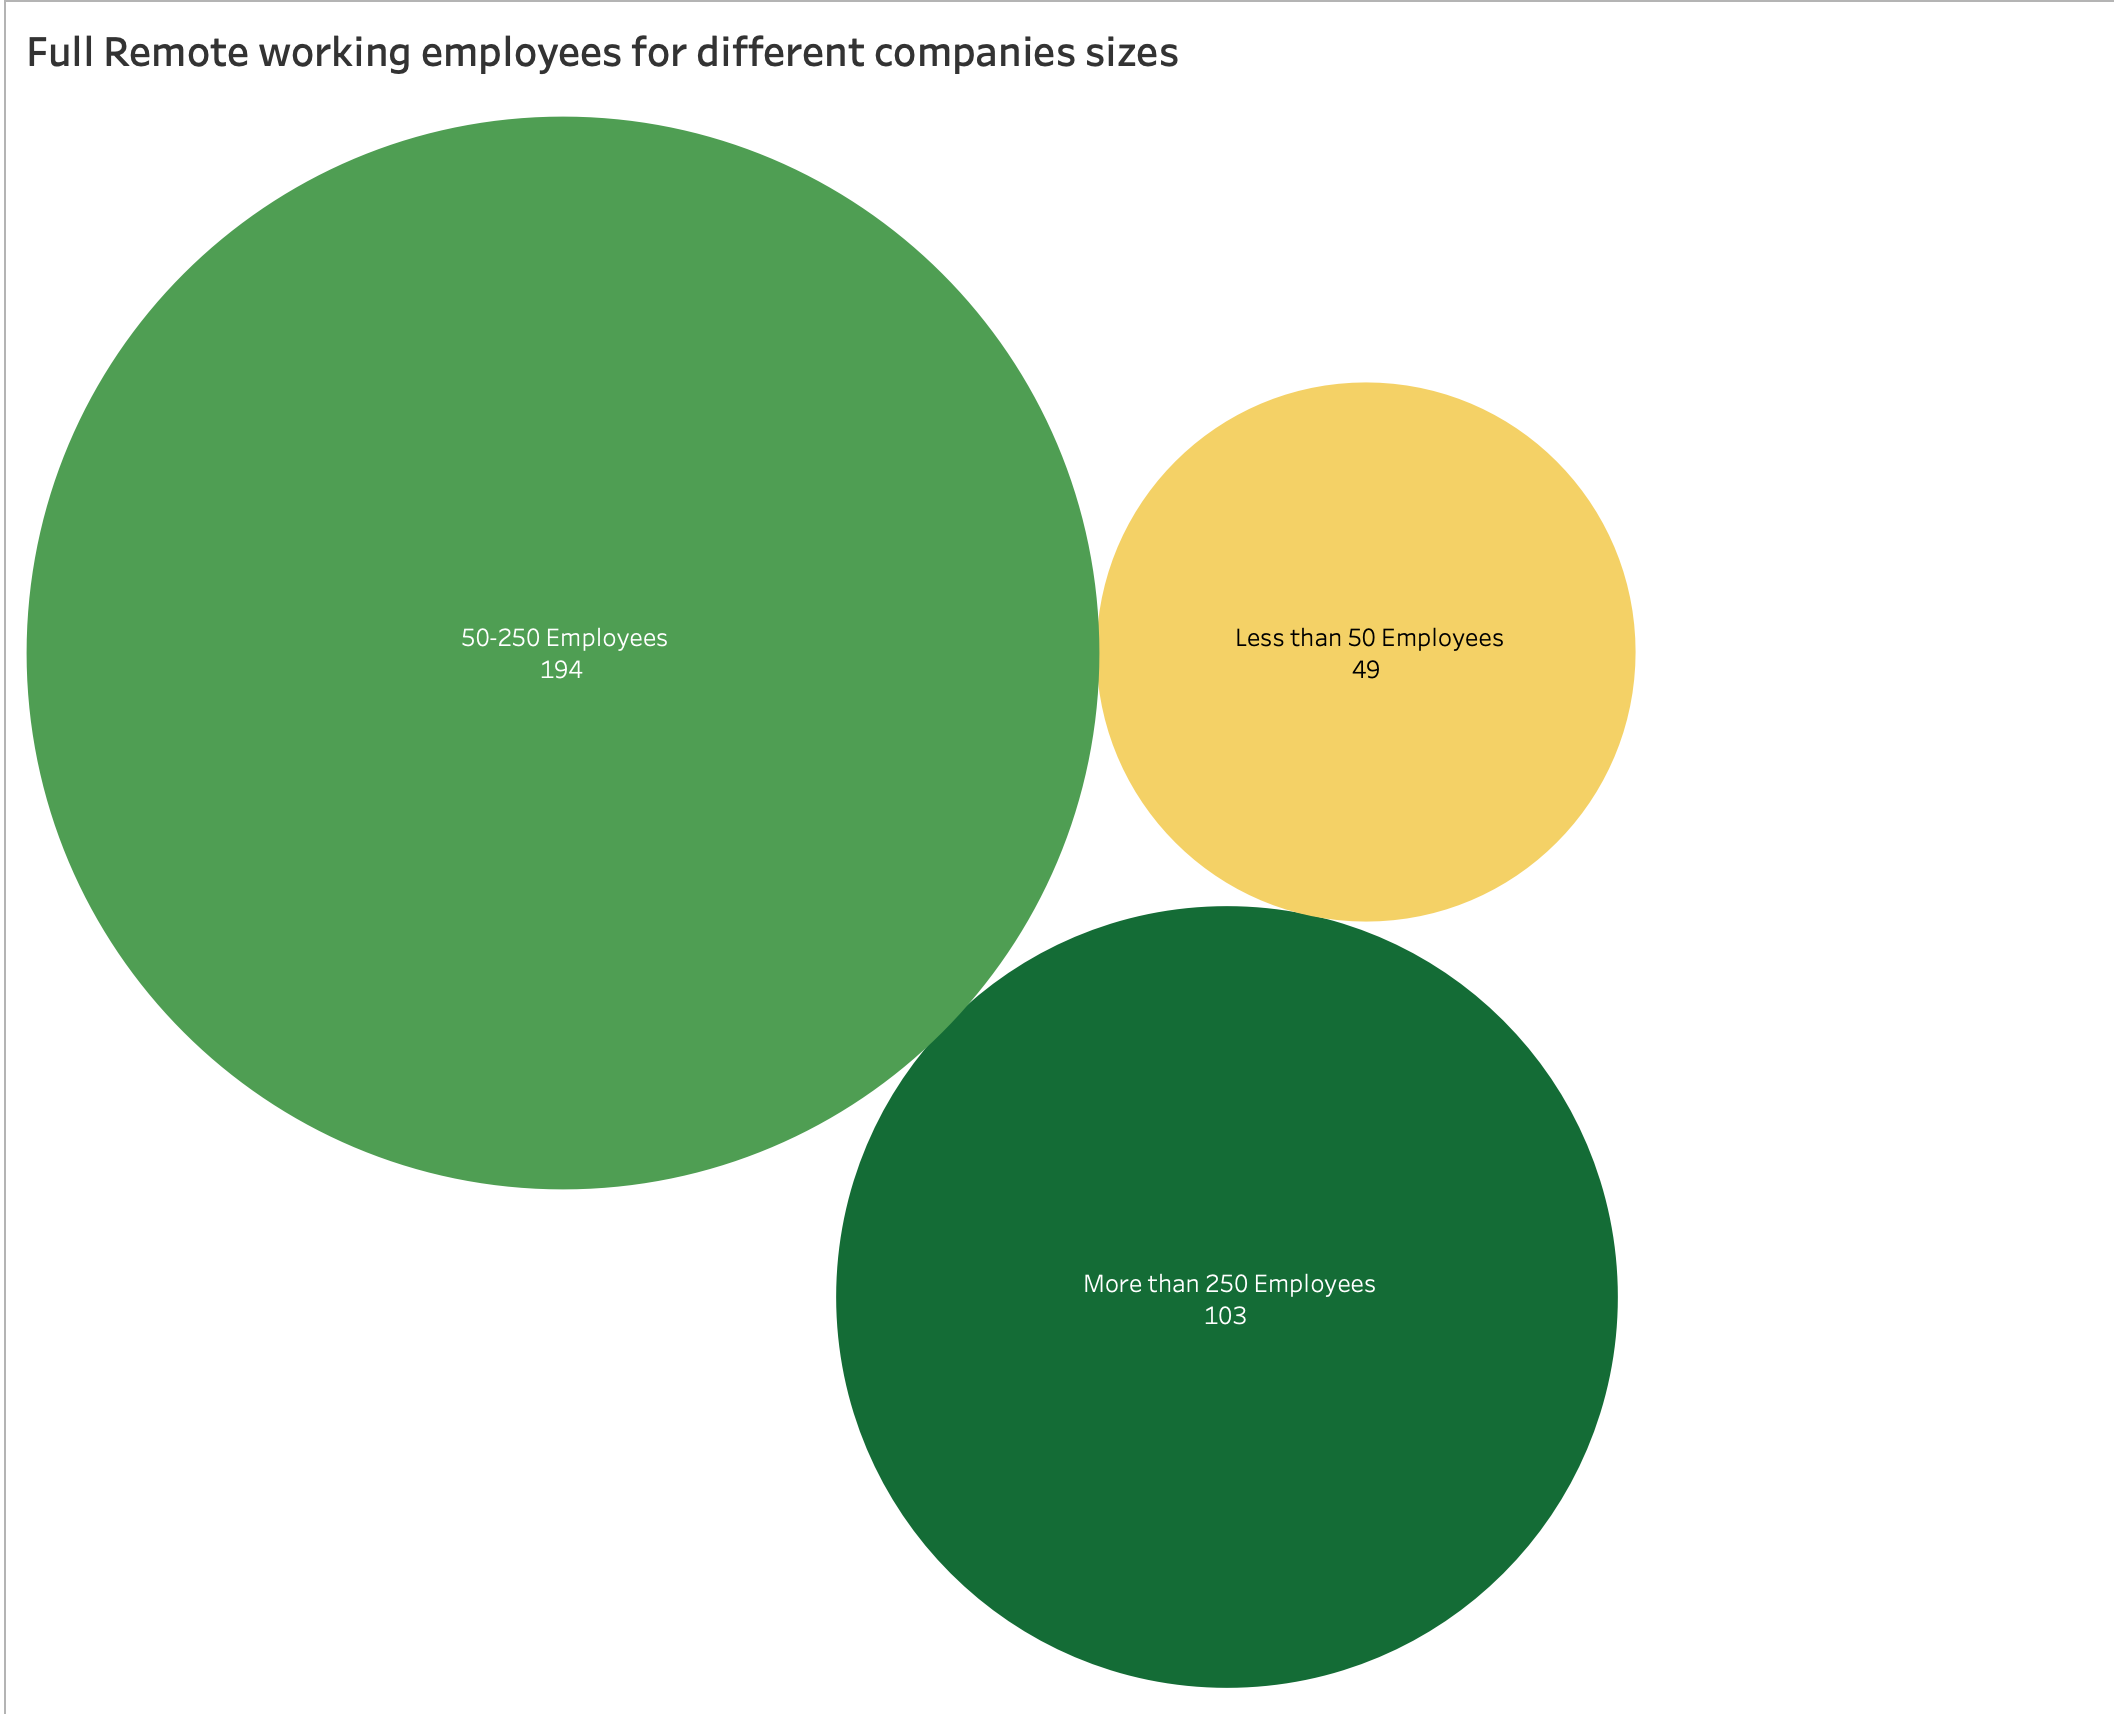 Full Remote working employees for different companies sizes
50-250 Employees
194
Less than 50 Employees
49
More than 250 Employees
103